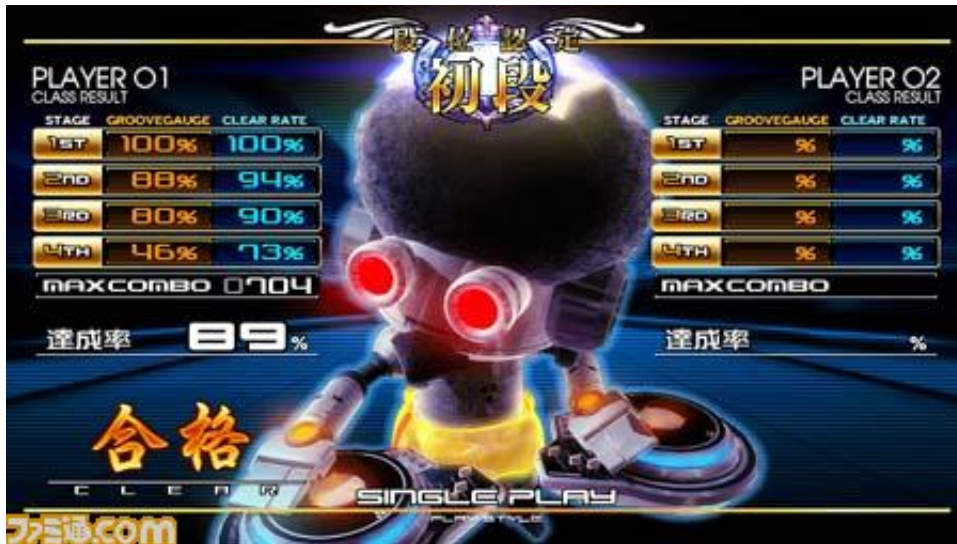 段位認定
初段
PLAYER 01
CLASS RESULT
STAGE GROOVEGAUGE CLEAR RATE
1ST 100% 100%
2ND 88% 94%
3RD 80% 90%
4TH 46% 73%
MAXCOMBO 0704
達成率 89%
合格
CLEAR
PLAYER 02
CLASS RESULT
STAGE GROOVEGAUGE CLEAR RATE
1ST % %
2ND % %
3RD % %
4TH % %
MAXCOMBO
達成率 %
SINGLE PLAY
PLAY STYLE
ファミ通.com